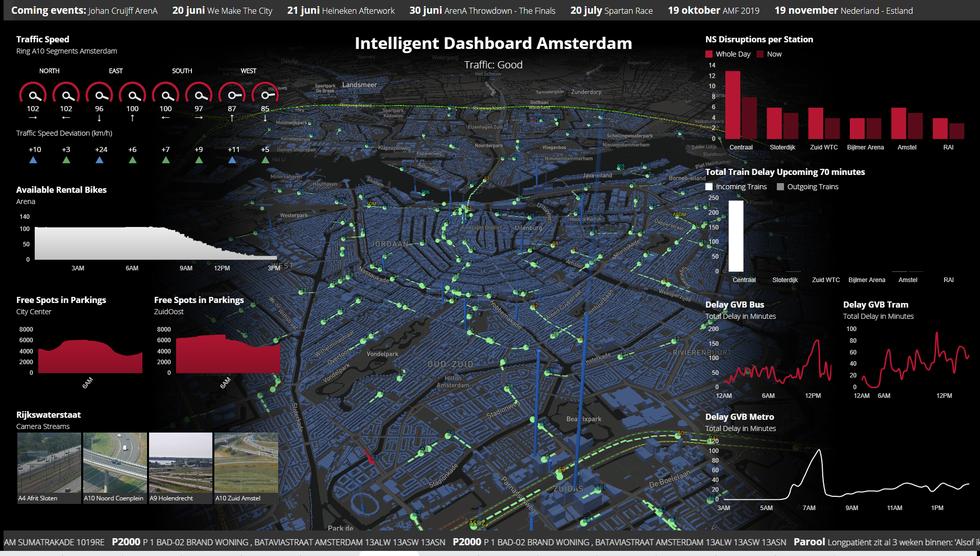 Coming events: Johan Cruijff ArenA 20 juni We Make The City 21 juni Heineken Afterwork 30 juni ArenA Throwdown - The Finals 20 july Spartan Race 19 oktober AMF 2019 19 november Nederland - Estland
Intelligent Dashboard Amsterdam
Traffic: Good
Traffic Speed
Ring A10 Segments Amsterdam
NORTH EAST SOUTH WEST
102 102 96 100 100 97 87 85
← → ↓ ↑ ← → ↑ ↓
Traffic Speed Deviation (km/h)
+10 +3 +24 +6 +7 +9 +11 +5
Available Rental Bikes
Arena
140
100
50
0
3AM 6AM 9AM 12PM 3PM
Free Spots in Parkings
City Center
8000
6000
4000
2000
0
6AM
Free Spots in Parkings
ZuidOost
8000
6000
4000
2000
0
6AM
Rijkswaterstaat
Camera Streams
A4 Afrit Sloten A10 Noord Coenplein A9 Holendrecht A10 Zuid Amstel
Landsmeer
Zunderdorp
Westerpark
JORDAAN
Vondelpark
Vondelpark
OUD-ZUID
Hilton
Amsterdam
Stadionweg
Beatrixpark
RIVIERENBUURT
De Boelelaan
ZUIDAS
Park de
NS Disruptions per Station
Whole Day Now
14
12
10
8
6
4
2
0
Centraal Sloterdijk Zuid WTC Bijlmer Arena Amstel RAI
Total Train Delay Upcoming 70 minutes
Incoming Trains Outgoing Trains
250
200
150
100
50
0
Centraal Sloterdijk Zuid WTC Bijlmer Arena Amstel RAI
Delay GVB Bus
Total Delay in Minutes
200
150
100
50
0
12AM 6AM 12PM
Delay GVB Tram
Total Delay in Minutes
100
80
60
40
20
0
12AM 6AM 12PM
Delay GVB Metro
Total Delay in Minutes
120
100
80
60
40
20
0
3AM 5AM 7AM 9AM 11AM 1PM
AM SUMATRAKADE 1019RE P2000 P 1 BAD-02 BRAND WONING , BATAVIASTRAAT AMSTERDAM 13ALW 13ASW 13ASN P2000 P 1 BAD-02 BRAND WONING , BATAVIASTRAAT AMSTERDAM 13ALW 13ASW 13ASN Parool Longpatiënt zit al 3 weken binnen: 'Alsof